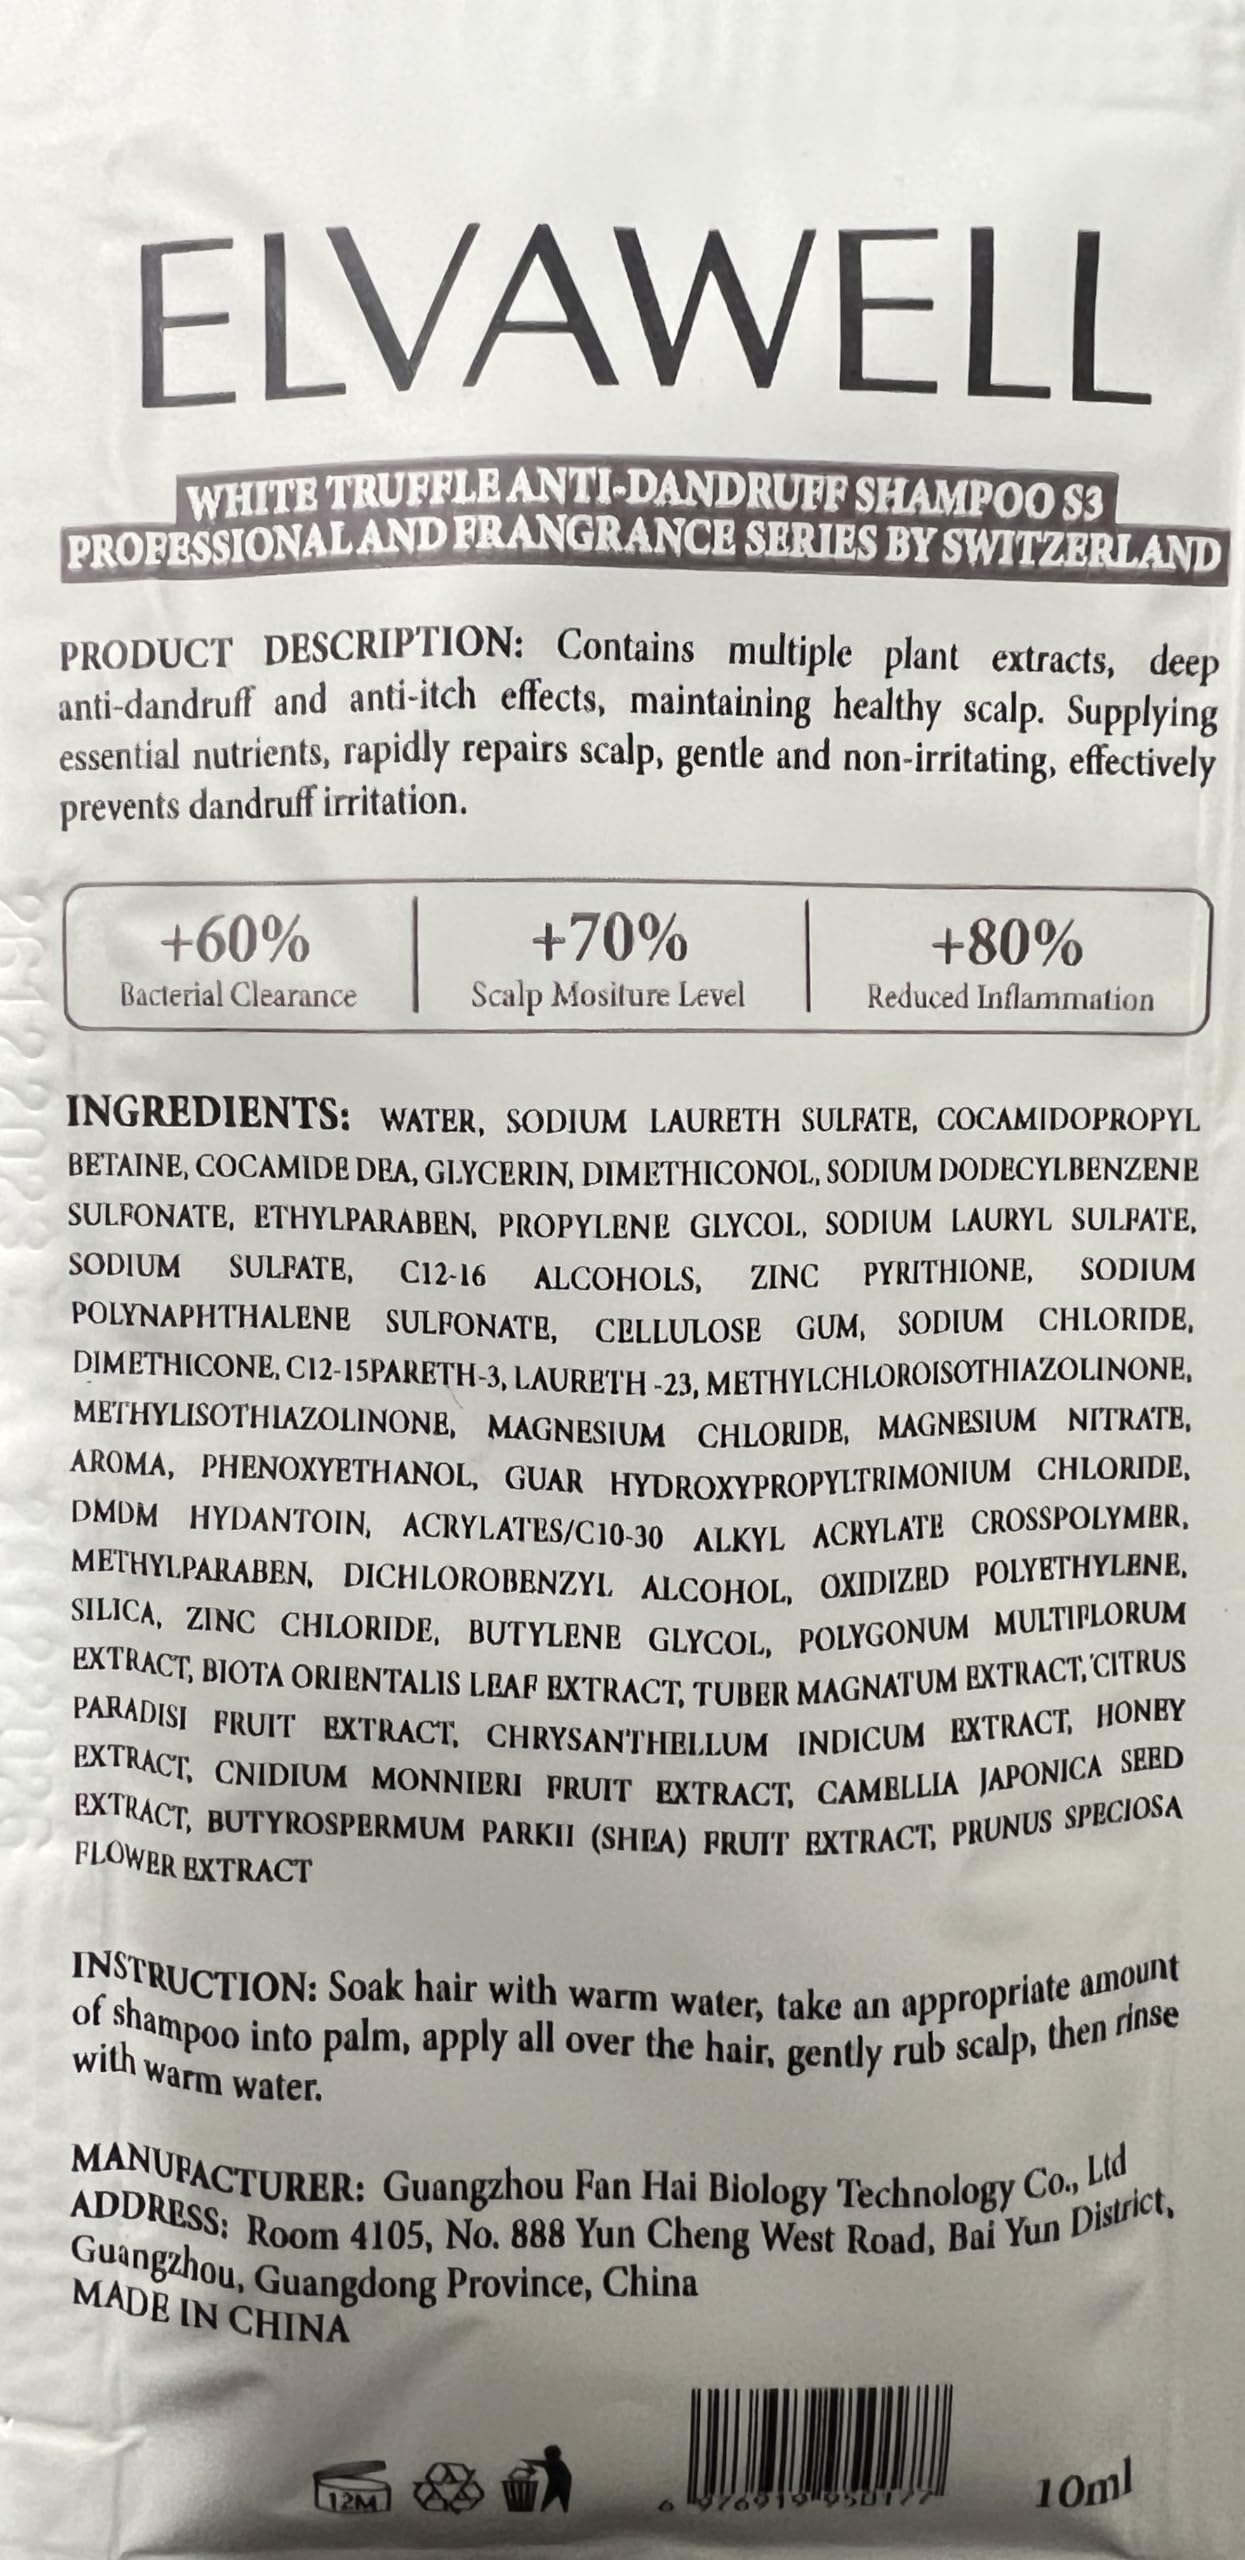 ELVAWELL
WHITE TRUFFLE ANTI-DANDRUFF SHAMPOO S3
PROFESSIONAL AND FRANGRANCE SERIES BY SWITZERLAND
PRODUCT DESCRIPTION: Contains multiple plant extracts, deep
anti-dandruff and anti-itch effects, maintaining healthy scalp. Supplying
essential nutrients, rapidly repairs scalp, gentle and non-irritating, effectively
prevents dandruff irritation.
+60% +70% +80%
Bacterial Clearance Scalp Mositure Level Reduced Inflammation
INGREDIENTS: WATER, SODIUM LAURETH SULFATE, COCAMIDOPROPYL
BETAINE, COCAMIDE DEA, GLYCERIN, DIMETHICONOL, SODIUM DODECYLBENZENE
SULFONATE, ETHYLPARABEN, PROPYLENE GLYCOL, SODIUM LAURYL SULFATE,
SODIUM SULFATE, C12-16 ALCOHOLS, ZINC PYRITHIONE, SODIUM
POLYNAPHTHALENE SULFONATE, CELLULOSE GUM, SODIUM CHLORIDE,
DIMETHICONE, C12-15PARETH-3, LAURETH -23, METHYLCHLOROISOTHIAZOLINONE,
METHYLISOTHIAZOLINONE, MAGNESIUM CHLORIDE, MAGNESIUM NITRATE,
AROMA, PHENOXYETHANOL, GUAR HYDROXYPROPYLTRIMONIUM CHLORIDE,
DMDM HYDANTOIN, ACRYLATES/C10-30 ALKYL ACRYLATE CROSSPOLYMER,
METHYLPARABEN, DICHLOROBENZYL ALCOHOL, OXIDIZED POLYETHYLENE,
SILICA, ZINC CHLORIDE, BUTYLENE GLYCOL, POLYGONUM MULTIFLORUM
EXTRACT, BIOTA ORIENTALIS LEAF EXTRACT, TUBER MAGNATUM EXTRACT, CITRUS
PARADISI FRUIT EXTRACT, CHRYSANTHELLUM INDICUM EXTRACT, HONEY
EXTRACT, CNIDIUM MONNIERI FRUIT EXTRACT, CAMELLIA JAPONICA SEED
EXTRACT, BUTYROSPERMUM PARKII (SHEA) FRUIT EXTRACT, PRUNUS SPECIOSA
FLOWER EXTRACT
INSTRUCTION: Soak hair with warm water, take an appropriate amount
of shampoo into palm, apply all over the hair, gently rub scalp, then rinse
with warm water.
MANUFACTURER: Guangzhou Fan Hai Biology Technology Co., Ltd
ADDRESS: Room 4105, No. 888 Yun Cheng West Road, Bai Yun District,
Guangzhou, Guangdong Province, China
MADE IN CHINA
12M
6 976919 950177
10ml